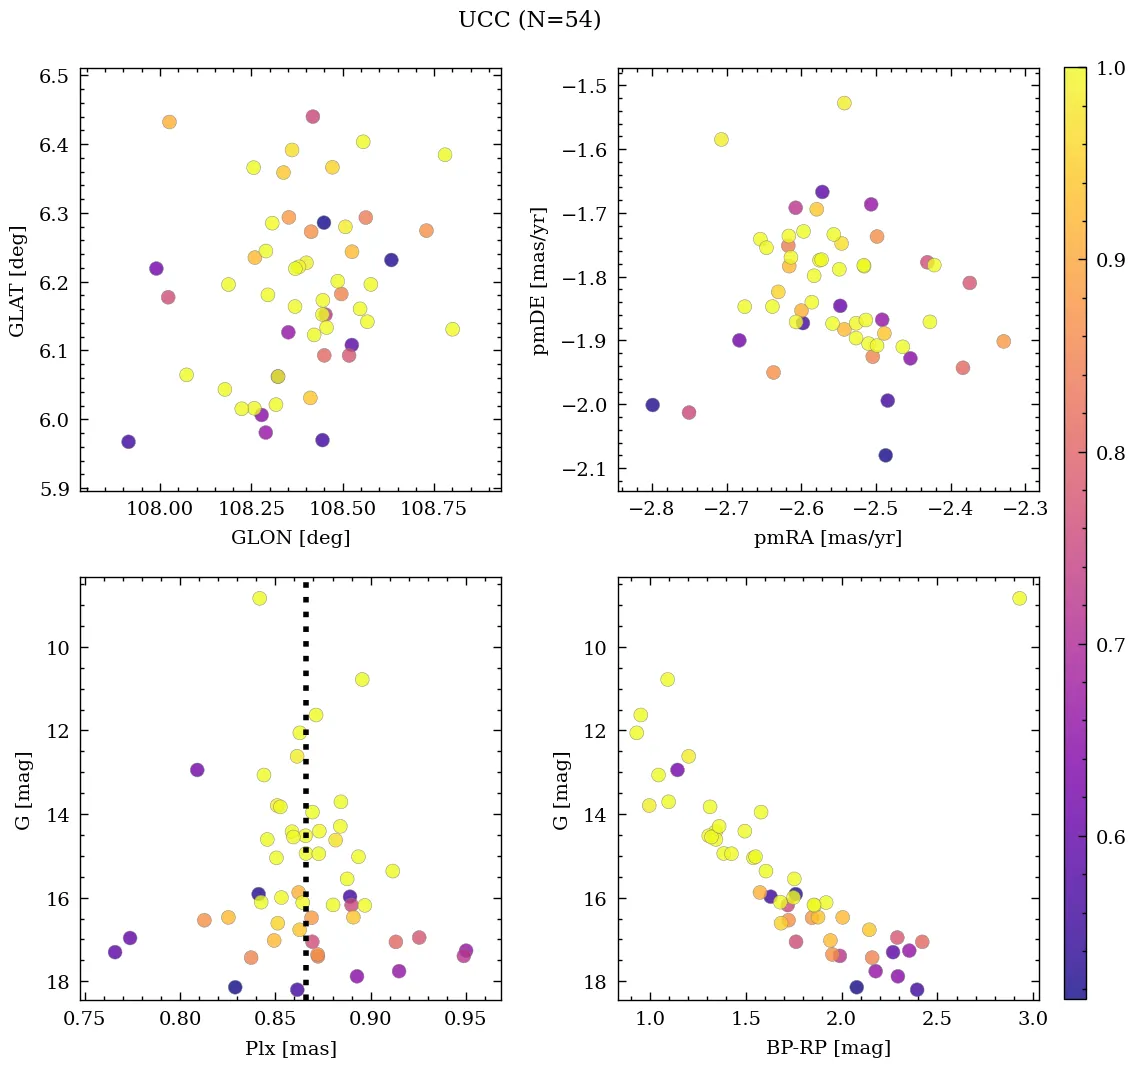 UCC (N=54)
6.5
6.4
6.3
6.2
6.1
6.0
5.9
GLAT [deg]
108.00 108.25 108.50 108.75
GLON [deg]
−1.5
−1.6
−1.7
−1.8
−1.9
−2.0
−2.1
pmDE [mas/yr]
−2.8 −2.7 −2.6 −2.5 −2.4 −2.3
pmRA [mas/yr]
1.0
0.9
0.8
0.7
0.6
10
12
14
16
18
G [mag]
0.75 0.80 0.85 0.90 0.95
Plx [mas]
10
12
14
16
18
G [mag]
1.0 1.5 2.0 2.5 3.0
BP-RP [mag]